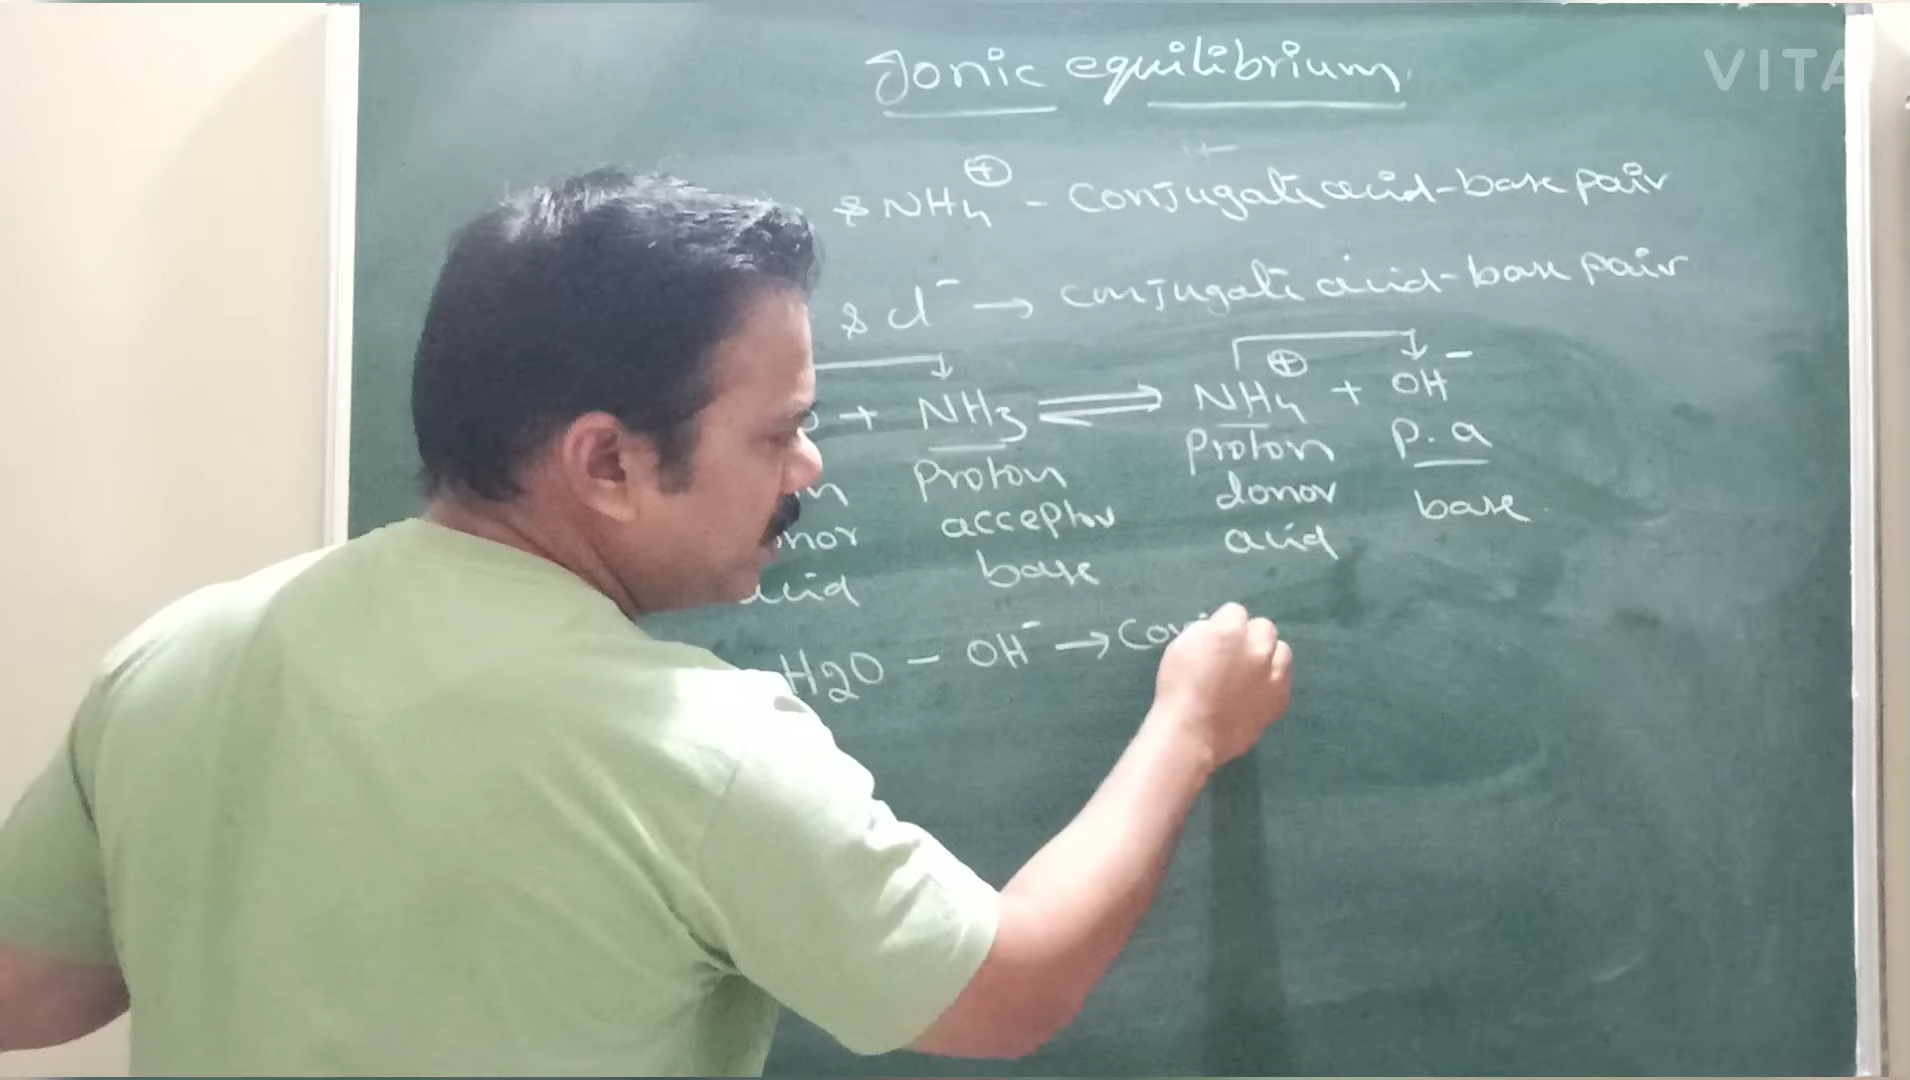 Ionic equilibrium
VITA
& NH4⊕ - Conjugate acid-base pair
& Cl⁻ → conjugate acid-base pair
+ NH3 ⇌ NH4⊕ + OH⁻
Proton Proton P.a
acceptor donor base
base acid
H2O - OH⁻ →